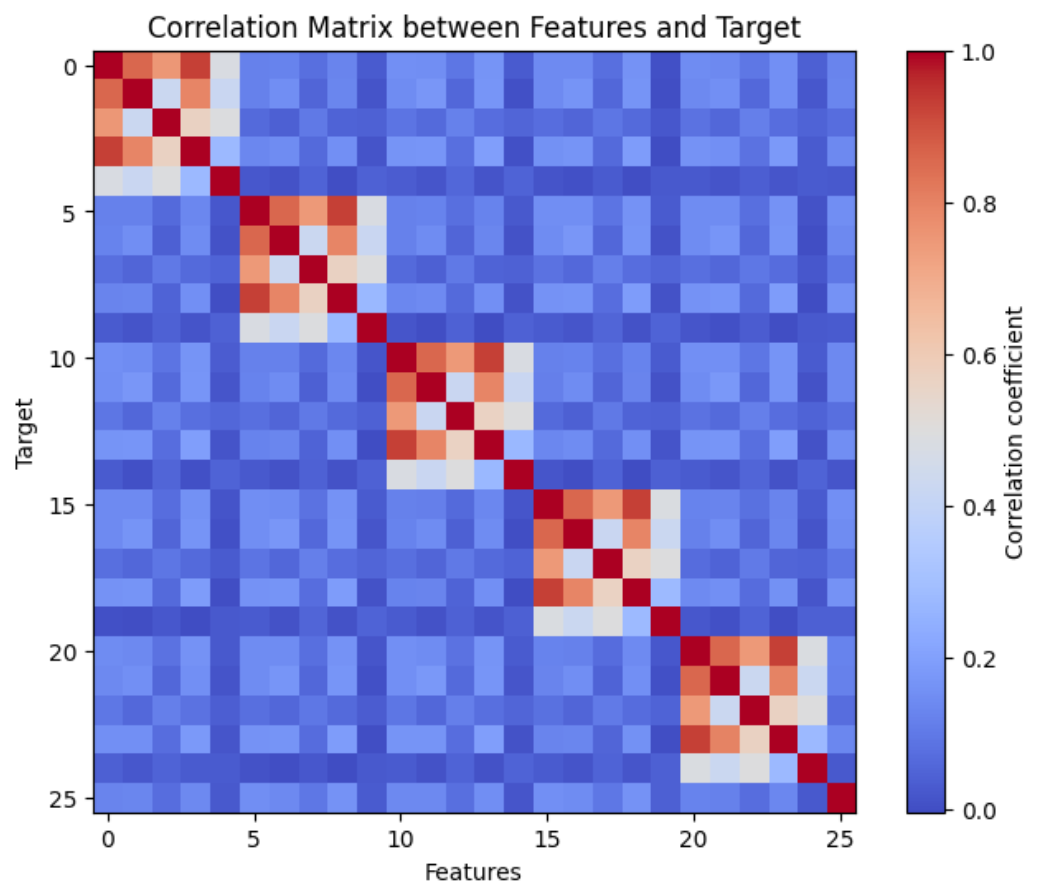 Correlation Matrix between Features and Target
0
5
10
15
20
25
Target
0 5 10 15 20 25
Features
1.0
0.8
0.6
0.4
0.2
0.0
Correlation coefficient